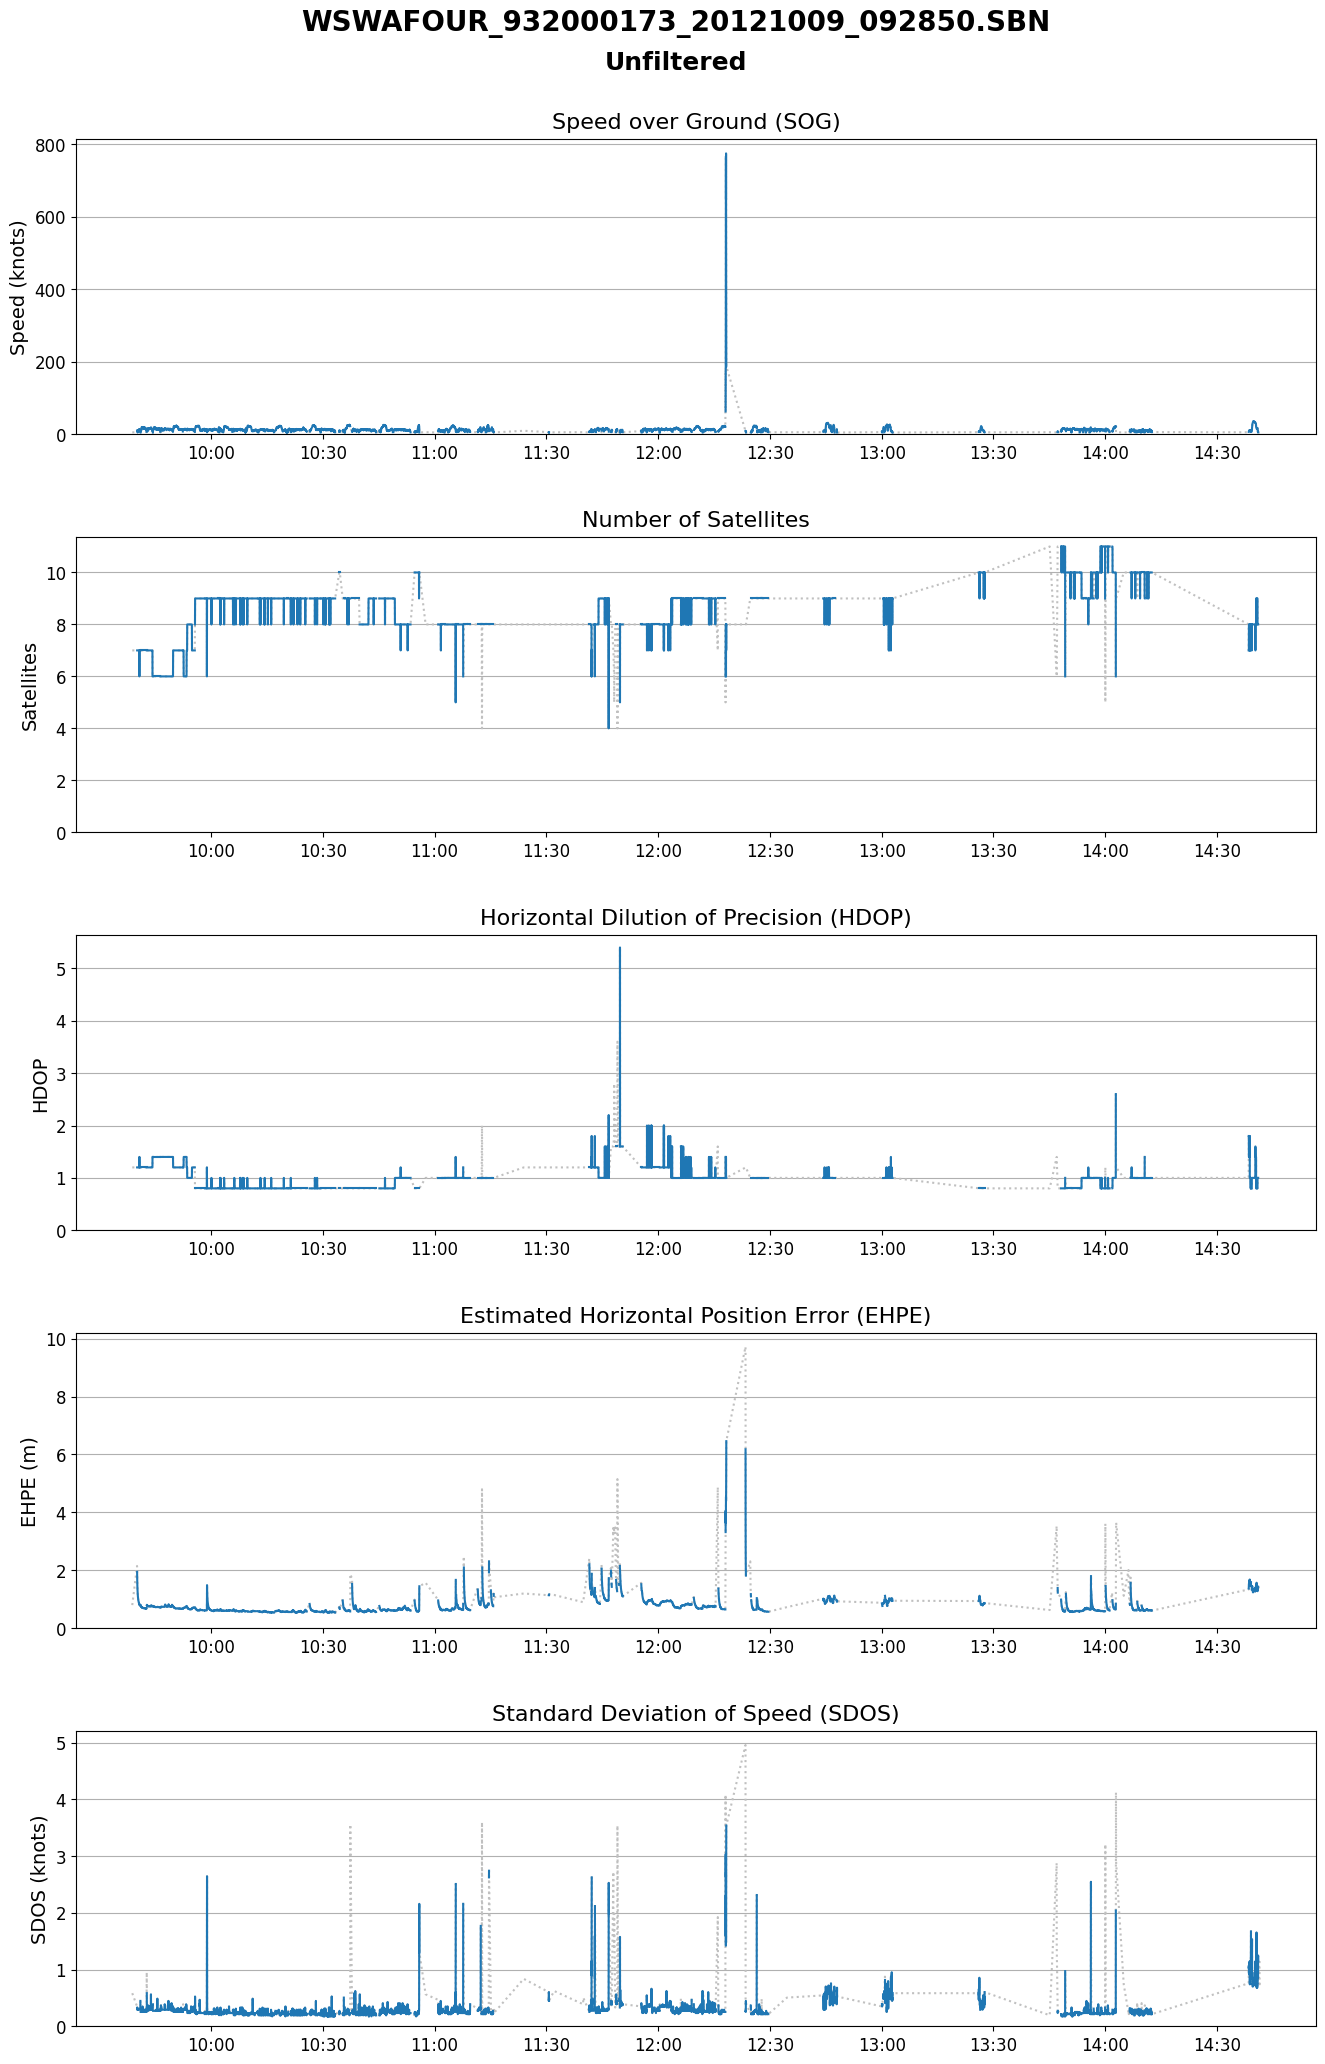 WSWAFOUR_932000173_20121009_092850.SBN
Unfiltered
Speed over Ground (SOG)
Speed (knots)
800
600
400
200
0
10:00 10:30 11:00 11:30 12:00 12:30 13:00 13:30 14:00 14:30
Number of Satellites
Satellites
10
8
6
4
2
0
10:00 10:30 11:00 11:30 12:00 12:30 13:00 13:30 14:00 14:30
Horizontal Dilution of Precision (HDOP)
HDOP
5
4
3
2
1
0
10:00 10:30 11:00 11:30 12:00 12:30 13:00 13:30 14:00 14:30
Estimated Horizontal Position Error (EHPE)
EHPE (m)
10
8
6
4
2
0
10:00 10:30 11:00 11:30 12:00 12:30 13:00 13:30 14:00 14:30
Standard Deviation of Speed (SDOS)
SDOS (knots)
5
4
3
2
1
0
10:00 10:30 11:00 11:30 12:00 12:30 13:00 13:30 14:00 14:30